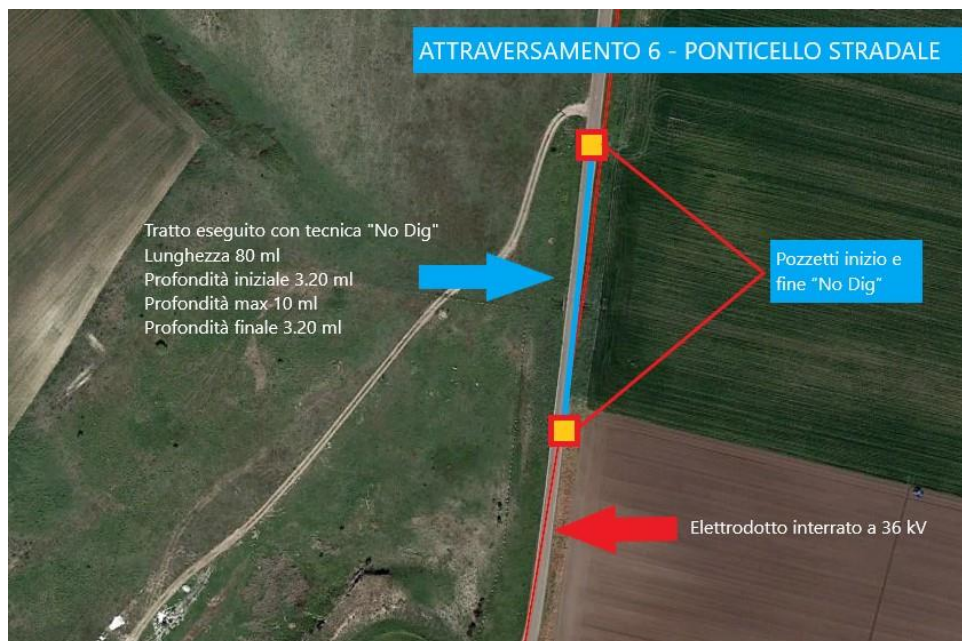 ATTRAVERSAMENTO 6 - PONTICELLO STRADALE
Tratto eseguito con tecnica "No Dig"
Lunghezza 80 ml
Profondità iniziale 3.20 ml
Profondità max 10 ml
Profondità finale 3.20 ml
Pozzetti inizio e
fine "No Dig"
Elettrodotto interrato a 36 kV